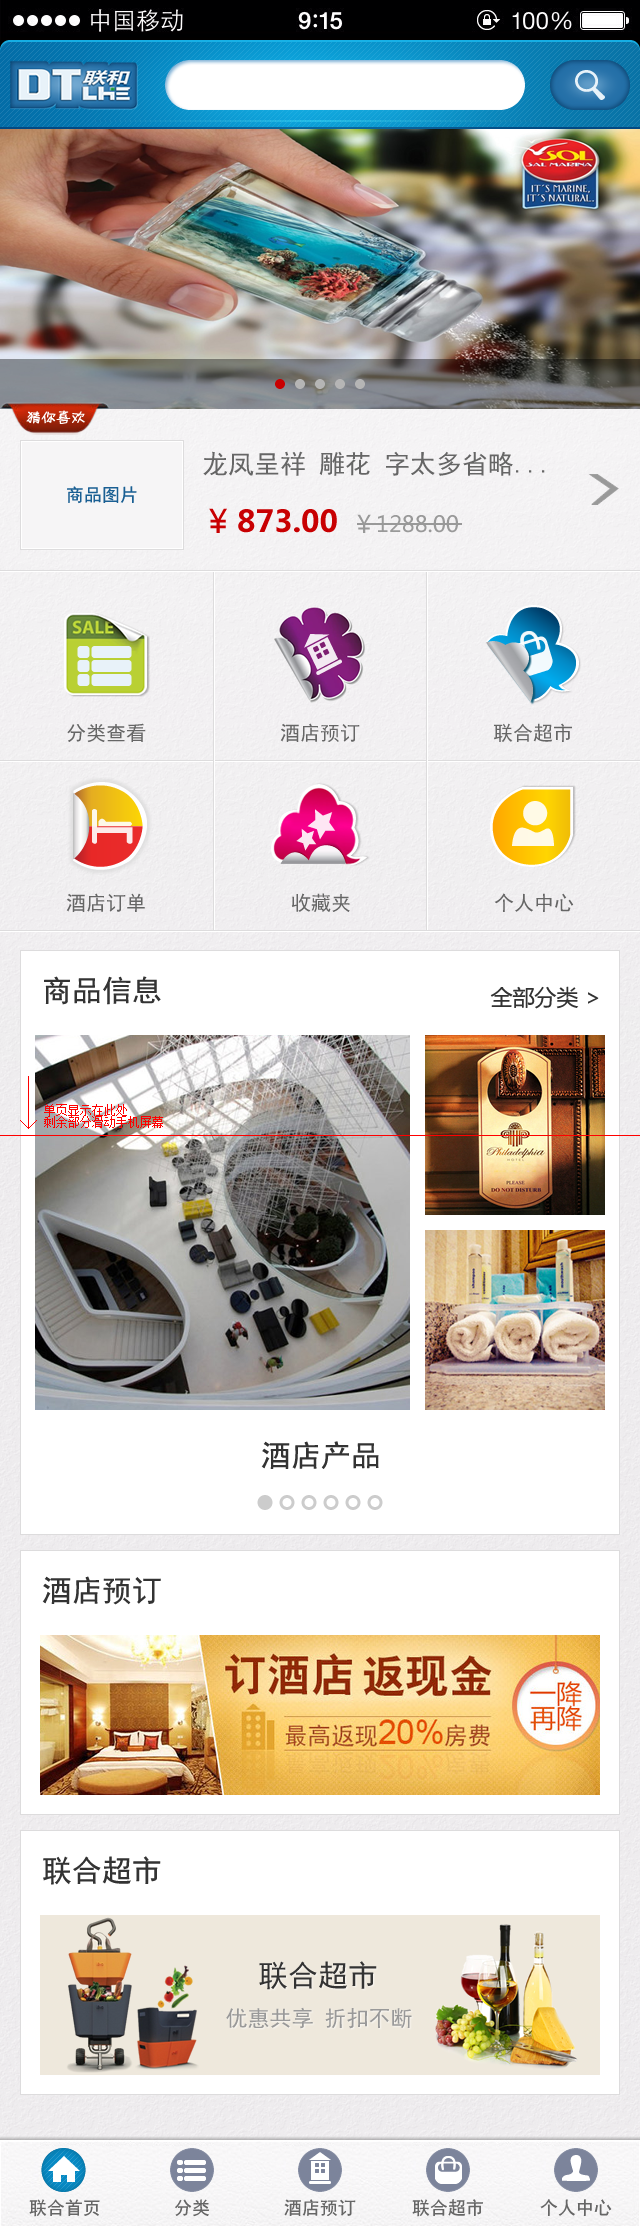 中国移动 9:15 100%
DT联和
LHE
SOL
SAL MARINA
IT´S MARINE,
IT´S NATURAL..
猜你喜欢
商品图片
龙凤呈祥 雕花 字太多省略...
¥ 873.00 ¥ 1288.00
SALE
分类查看
酒店预订
联合超市
酒店订单
收藏夹
个人中心
商品信息
全部分类 >
单页显示在此处
剩余部分滑动手机屏幕
Philadelphia
HOTEL
PLEASE
DO NOT DISTURB
酒店产品
酒店预订
订酒店 返现金
最高返现20%房费
一降
再降
联合超市
联合超市
优惠共享 折扣不断
联合首页
分类
酒店预订
联合超市
个人中心